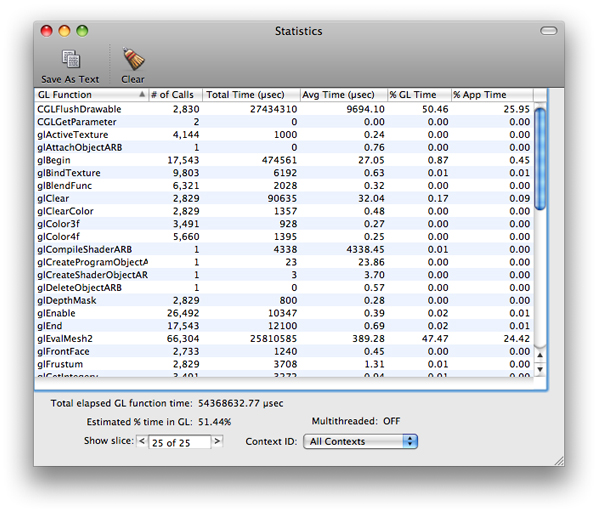 Statistics
Save As Text Clear
GL Function # of Calls Total Time (µsec) Avg Time (µsec) % GL Time % App Time
CGLFlushDrawable 2,830 27434310 9694.10 50.46 25.95
CGLGetParameter 2 0 0.00 0.00 0.00
glActiveTexture 4,144 1000 0.24 0.00 0.00
glAttachObjectARB 1 0 0.76 0.00 0.00
glBegin 17,543 474561 27.05 0.87 0.45
glBindTexture 9,803 6192 0.63 0.01 0.01
glBlendFunc 6,321 2028 0.32 0.00 0.00
glClear 2,829 90635 32.04 0.17 0.09
glClearColor 2,829 1357 0.48 0.00 0.00
glColor3f 3,491 928 0.27 0.00 0.00
glColor4f 5,660 1395 0.25 0.00 0.00
glCompileShaderARB 1 4338 4338.45 0.01 0.00
glCreateProgramObjectA 1 23 23.86 0.00 0.00
glCreateShaderObjectAR 1 3 3.70 0.00 0.00
glDeleteObjectARB 1 0 0.57 0.00 0.00
glDepthMask 2,829 800 0.28 0.00 0.00
glEnable 26,492 10347 0.39 0.02 0.01
glEnd 17,543 12100 0.69 0.02 0.01
glEvalMesh2 66,304 25810585 389.28 47.47 24.42
glFrontFace 2,733 1240 0.45 0.00 0.00
glFrustum 2,829 3708 1.31 0.01 0.00
glGetIntegerv 3,491 3272 0.94 0.01 0.00
Total elapsed GL function time: 54368632.77 µsec
Estimated % time in GL: 51.44% Multithreaded: OFF
Show slice: < 25 of 25 > Context ID: All Contexts